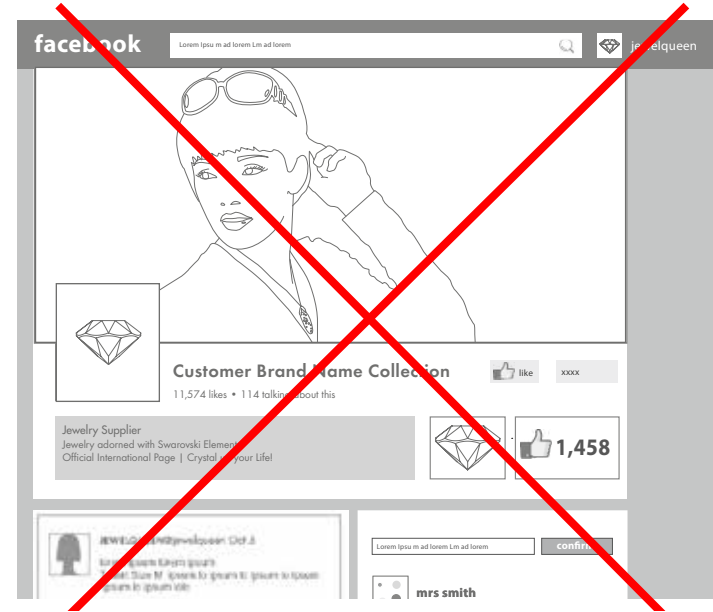 facebook
Lorem Ipsu m ad lorem Lm ad lorem
jewelqueen
Customer Brand Name Collection
like
xxxx
11,574 likes • 114 talking about this
Jewelry Supplier
Jewelry adorned with Swarovski Elements
Official International Page | Crystal up your Life!
1,458
Lorem Ipsu m ad lorem Lm ad lorem
confirm
mrs smith